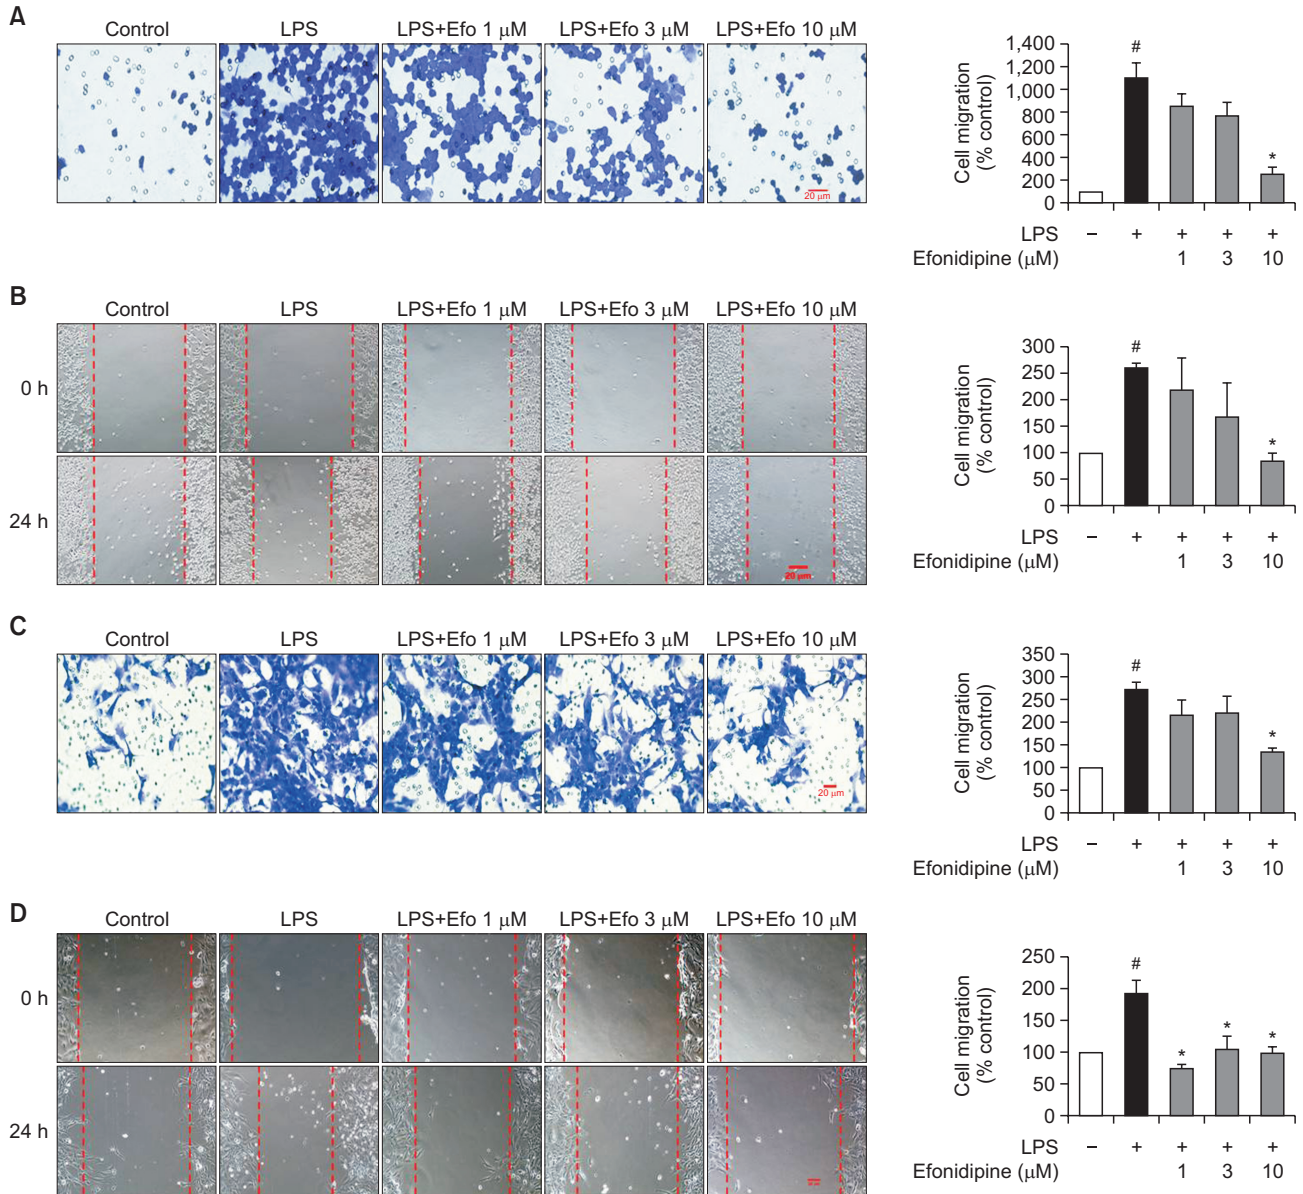 A
Control LPS LPS+Efo 1 μM LPS+Efo 3 μM LPS+Efo 10 μM
20 μm
Cell migration
(% control)
1,400
1,200
1,000
800
600
400
200
0
#
*
LPS − + + + +
Efonidipine (μM) 1 3 10
B
Control LPS LPS+Efo 1 μM LPS+Efo 3 μM LPS+Efo 10 μM
0 h
24 h
20 μm
Cell migration
(% control)
300
250
200
150
100
50
0
#
*
LPS − + + + +
Efonidipine (μM) 1 3 10
C
Control LPS LPS+Efo 1 μM LPS+Efo 3 μM LPS+Efo 10 μM
20 μm
Cell migration
(% control)
350
300
250
200
150
100
50
0
#
*
LPS − + + + +
Efonidipine (μM) 1 3 10
D
Control LPS LPS+Efo 1 μM LPS+Efo 3 μM LPS+Efo 10 μM
0 h
24 h
Cell migration
(% control)
250
200
150
100
50
0
#
* * *
LPS − + + + +
Efonidipine (μM) 1 3 10